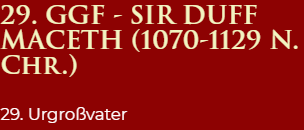 29. GGF - SIR DUFF
MACETH (1070-1129 N.
CHR.)
29. Urgroßvater